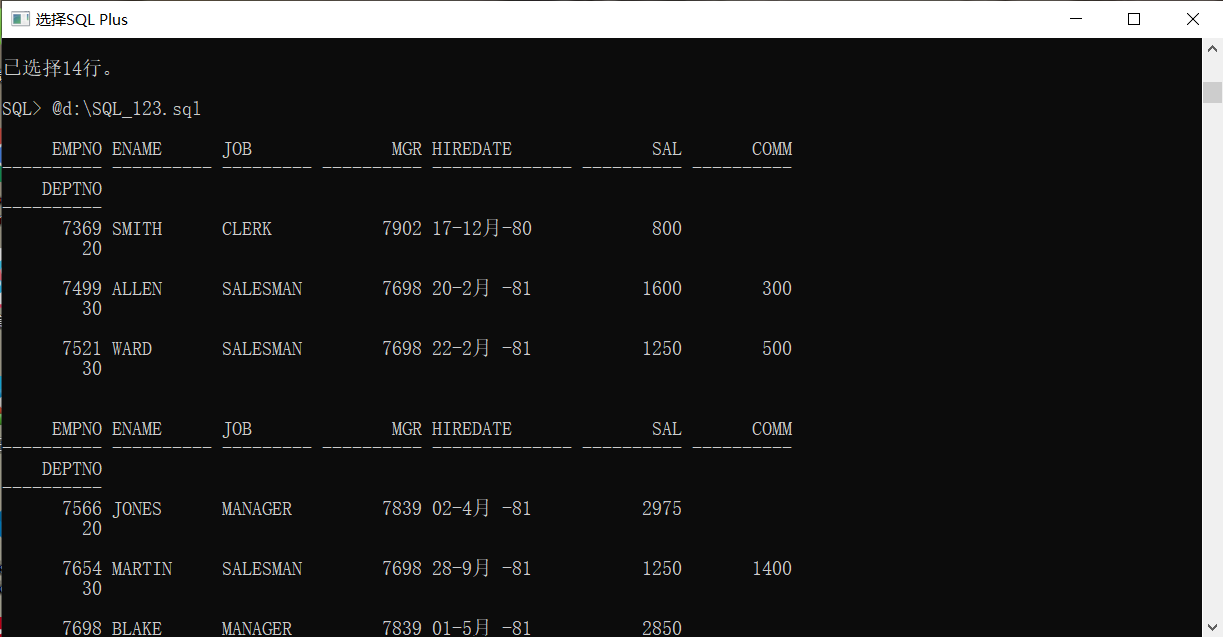 选择SQL Plus
已选择14行。
SQL> @d:\SQL_123.sql
     EMPNO ENAME      JOB              MGR HIREDATE              SAL       COMM
---------- ---------- --------- ---------- -------------- ---------- ----------
    DEPTNO
----------
      7369 SMITH      CLERK           7902 17-12月-80            800
        20
      7499 ALLEN      SALESMAN        7698 20-2月 -81           1600        300
        30
      7521 WARD       SALESMAN        7698 22-2月 -81           1250        500
        30
     EMPNO ENAME      JOB              MGR HIREDATE              SAL       COMM
---------- ---------- --------- ---------- -------------- ---------- ----------
    DEPTNO
----------
      7566 JONES      MANAGER         7839 02-4月 -81           2975
        20
      7654 MARTIN     SALESMAN        7698 28-9月 -81           1250       1400
        30
      7698 BLAKE      MANAGER         7839 01-5月 -81           2850